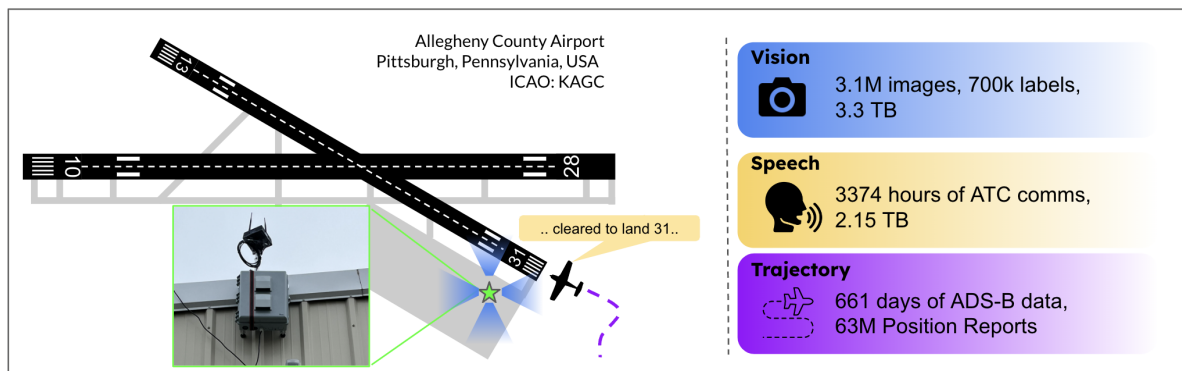 Allegheny County Airport
Pittsburgh, Pennsylvania, USA
ICAO: KAGC
13
10
28
31
.. cleared to land 31..
Vision
3.1M images, 700k labels,
3.3 TB
Speech
3374 hours of ATC comms,
2.15 TB
Trajectory
661 days of ADS-B data,
63M Position Reports